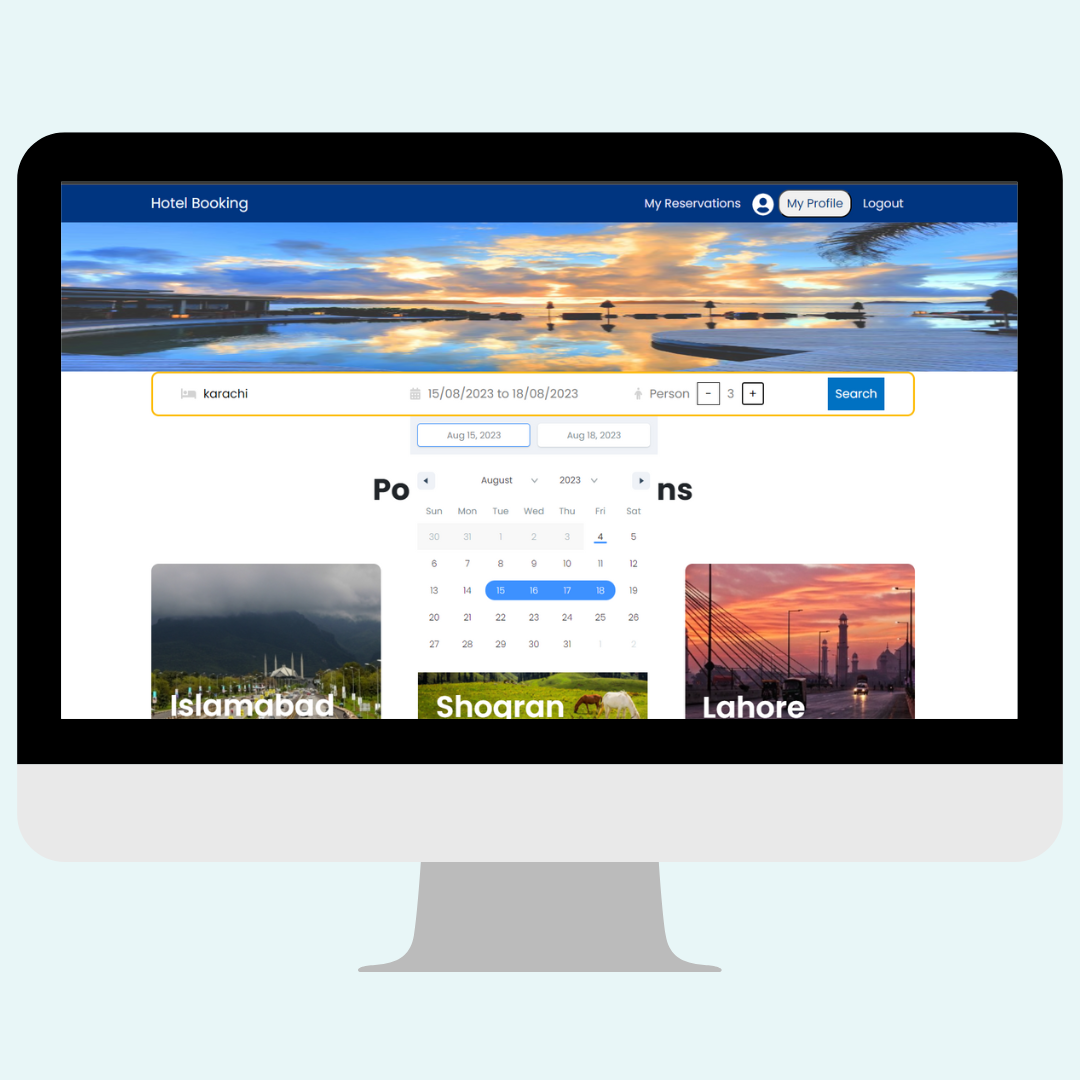 Hotel Booking My Reservations My Profile Logout
karachi 15/08/2023 to 18/08/2023 Person - 3 + Search
Aug 15, 2023 Aug 18, 2023
Po ns
August 2023
Sun Mon Tue Wed Thu Fri Sat
30 31 1 2 3 4 5
6 7 8 9 10 11 12
13 14 15 16 17 18 19
20 21 22 23 24 25 26
27 28 29 30 31 1 2
Islamabad Shogran Lahore